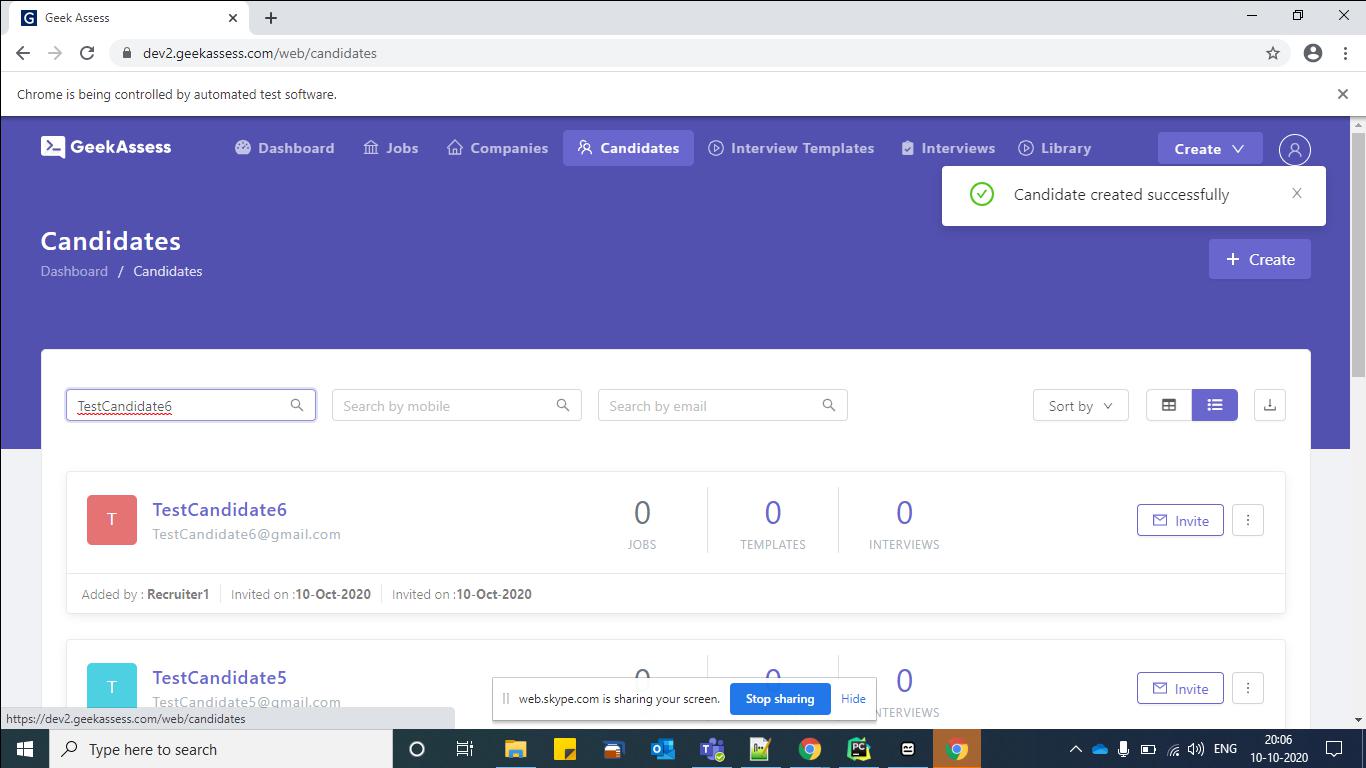 Geek Assess
dev2.geekassess.com/web/candidates
Chrome is being controlled by automated test software.
GeekAssess Dashboard Jobs Companies Candidates Interview Templates Interviews Library Create
Candidate created successfully
Candidates
Dashboard / Candidates
+ Create
TestCandidate6 Search by mobile Search by email Sort by
T TestCandidate6 0 0 0 Invite
TestCandidate6@gmail.com JOBS TEMPLATES INTERVIEWS
Added by : Recruiter1 Invited on :10-Oct-2020 Invited on :10-Oct-2020
T TestCandidate5 0 0 0 Invite
TestCandidate5@gmail.com NTERVIEWS
web.skype.com is sharing your screen. Stop sharing Hide
https://dev2.geekassess.com/web/candidates
Type here to search ENG 20:06
10-10-2020